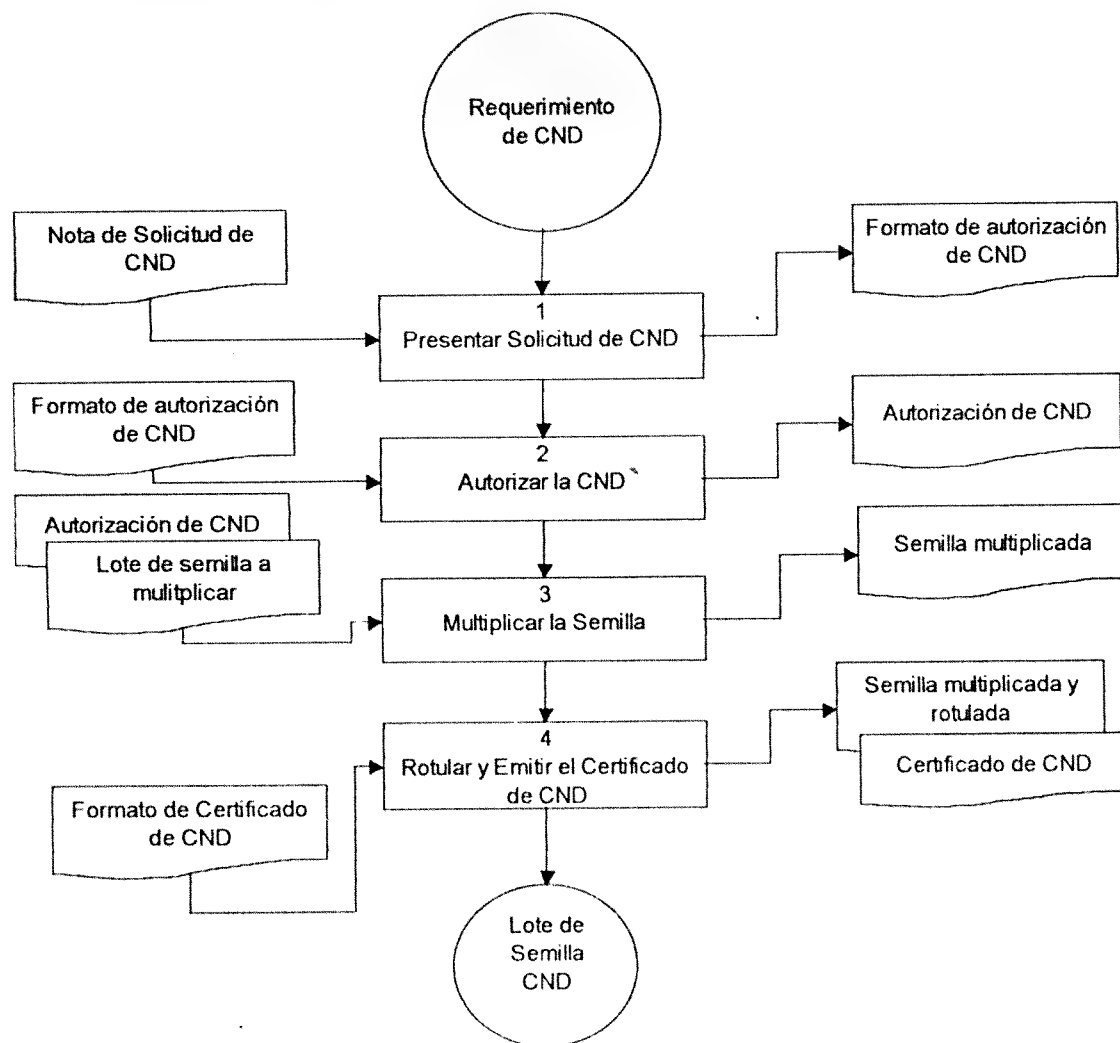 Requerimiento
de CND
Nota de Solicitud de
CND
Formato de autorización
de CND
1
Presentar Solicitud de CND
Formato de autorización
de CND
Autorización de CND
2
Autorizar la CND
Autorización de CND
Lote de semilla a
mulitplicar
Semilla multiplicada
3
Multiplicar la Semilla
Semilla multiplicada y
rotulada
Certificado de CND
4
Rotular y Emitir el Certificado
de CND
Formato de Certificado
de CND
Lote de
Semilla
CND